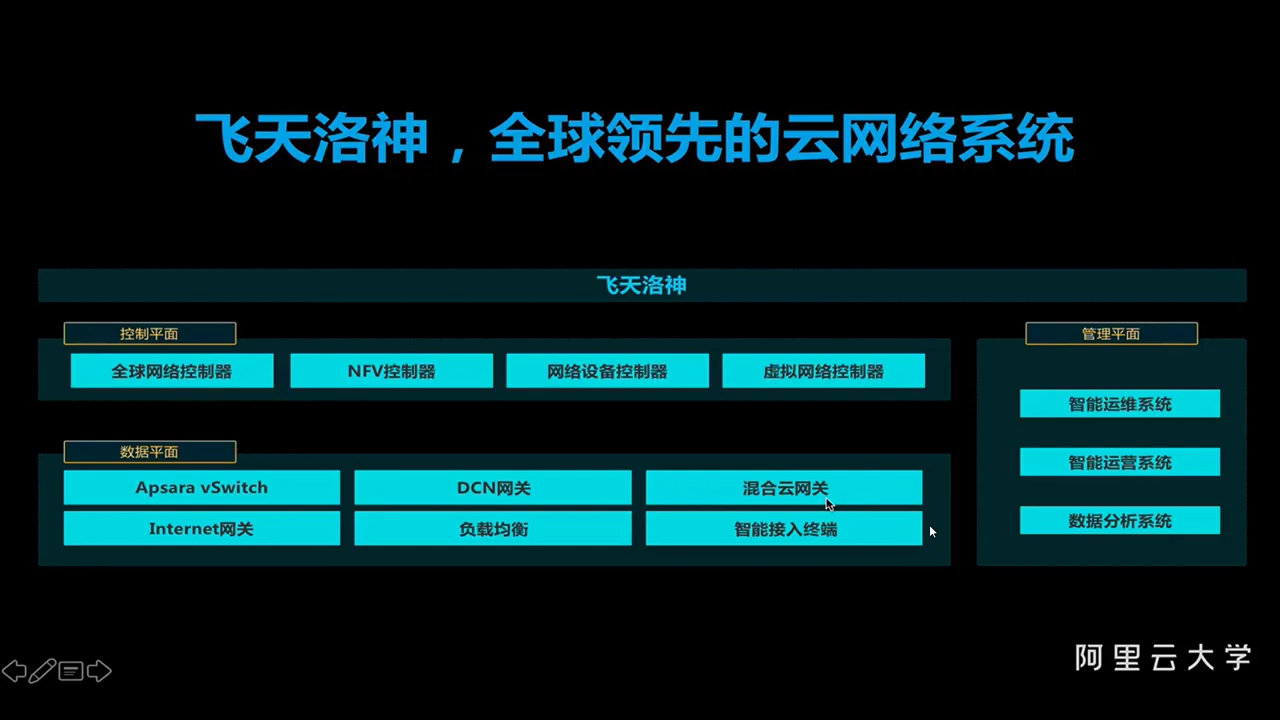 飞天洛神，全球领先的云网络系统
飞天洛神
控制平面
全球网络控制器
NFV控制器
网络设备控制器
虚拟网络控制器
数据平面
Apsara vSwitch
DCN网关
混合云网关
Internet网关
负载均衡
智能接入终端
管理平面
智能运维系统
智能运营系统
数据分析系统
阿里云大学